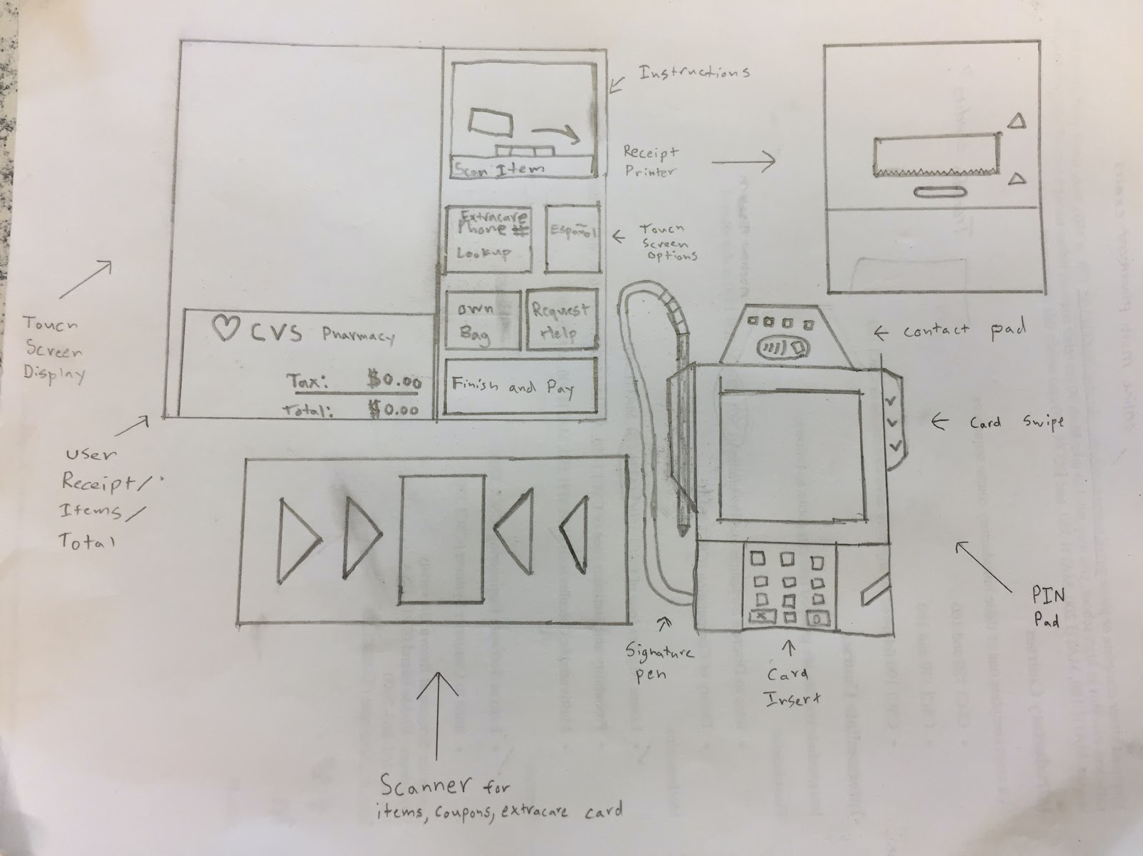 Instructions
Scan Item
Receipt
Printer
Extracare
Phone #
Lookup
Español
Touch
Screen
Options
own
Bag
Request
Help
Finish and Pay
CVS Pharmacy
Tax: $0.00
Total: $0.00
Touch
Screen
Display
User
Receipt/
Items/
Total
contact pad
Card Swipe
PIN
Pad
Signature
pen
Card
Insert
Scanner for
items, coupons, extracare card